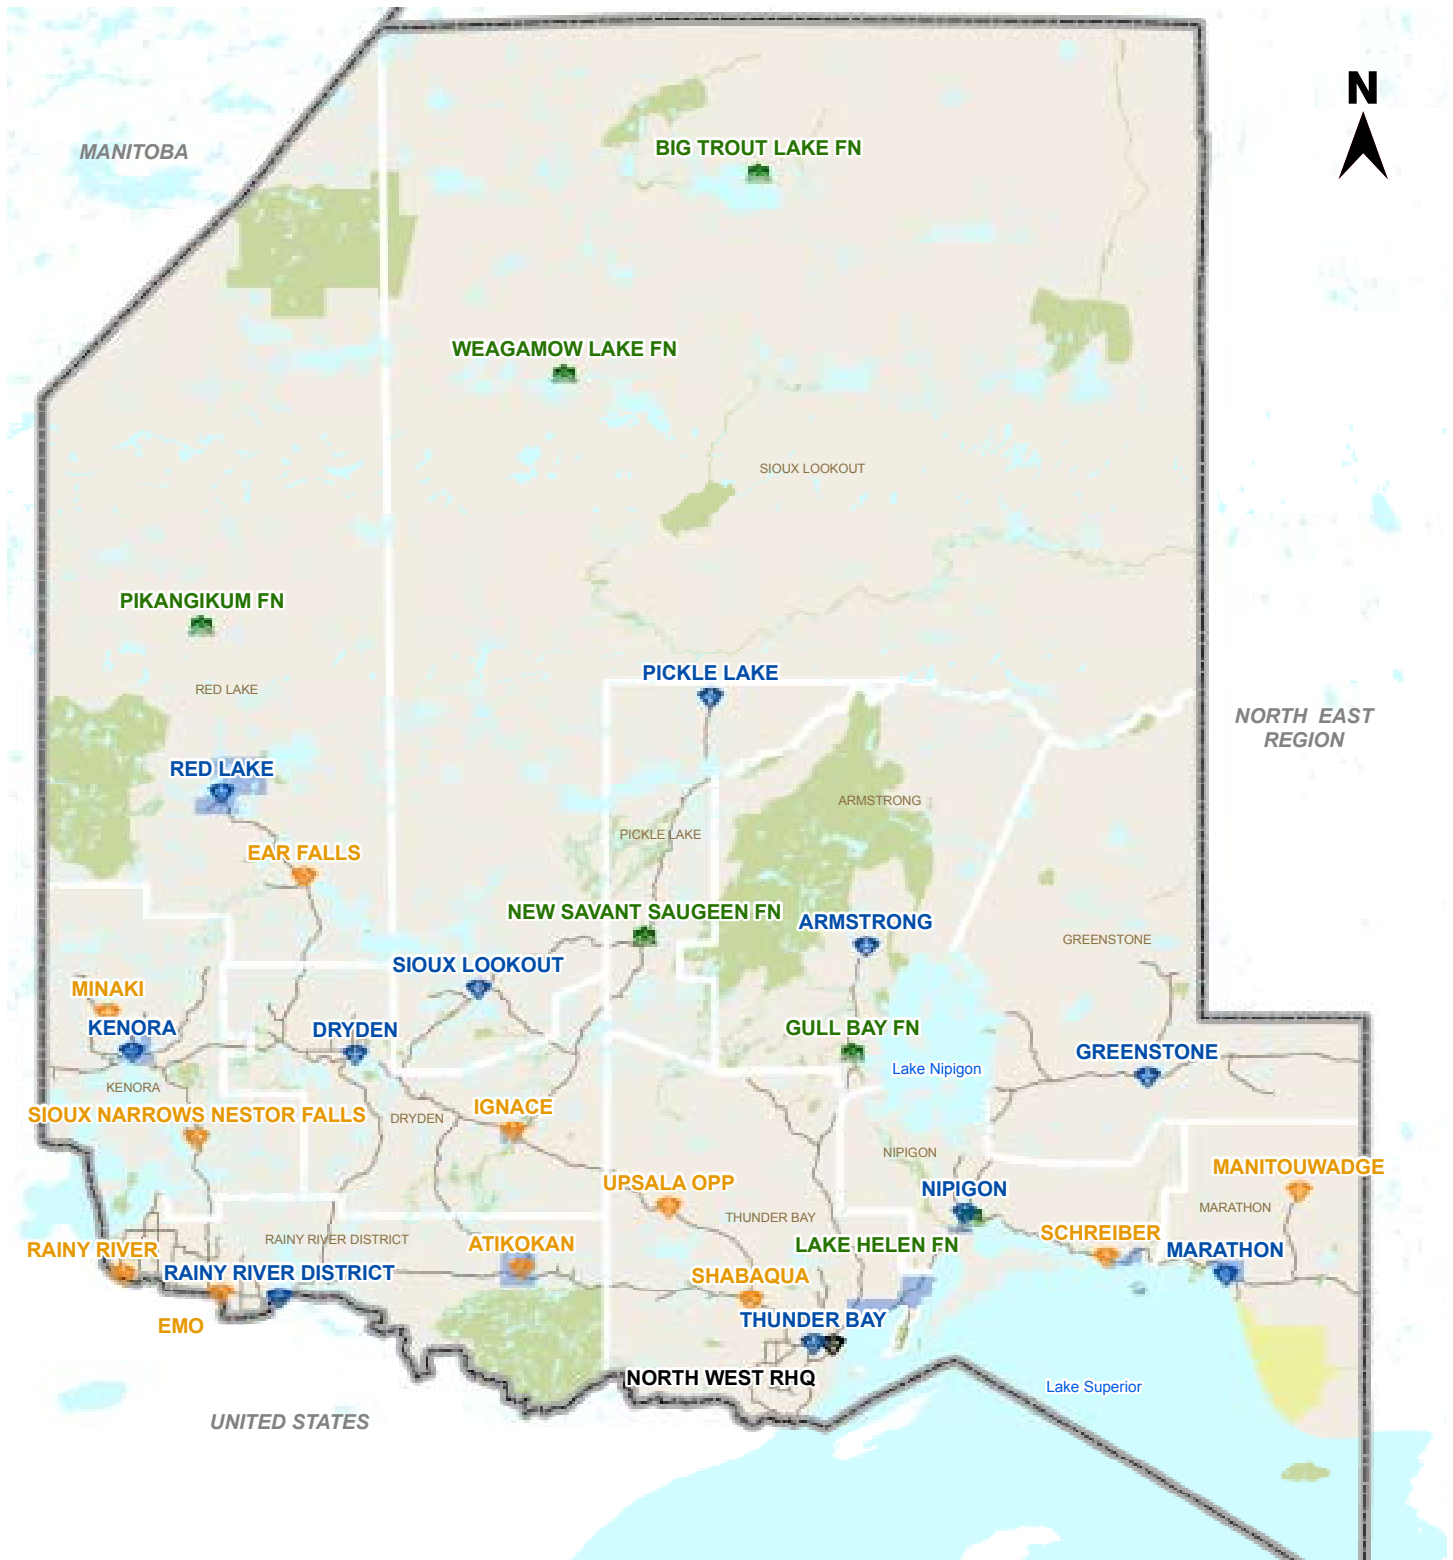 N
MANITOBA
BIG TROUT LAKE FN
WEAGAMOW LAKE FN
SIOUX LOOKOUT
PIKANGIKUM FN
PICKLE LAKE
RED LAKE
NORTH EAST
REGION
RED LAKE
ARMSTRONG
PICKLE LAKE
EAR FALLS
NEW SAVANT SAUGEEN FN
ARMSTRONG
GREENSTONE
SIOUX LOOKOUT
MINAKI
KENORA
DRYDEN
GULL BAY FN
GREENSTONE
Lake Nipigon
KENORA
SIOUX NARROWS NESTOR FALLS
DRYDEN
IGNACE
NIPIGON
MANITOUWADGE
UPSALA OPP
NIPIGON
MARATHON
THUNDER BAY
SCHREIBER
RAINY RIVER DISTRICT
ATIKOKAN
LAKE HELEN FN
RAINY RIVER
MARATHON
RAINY RIVER DISTRICT
SHABAQUA
EMO
THUNDER BAY
NORTH WEST RHQ
Lake Superior
UNITED STATES